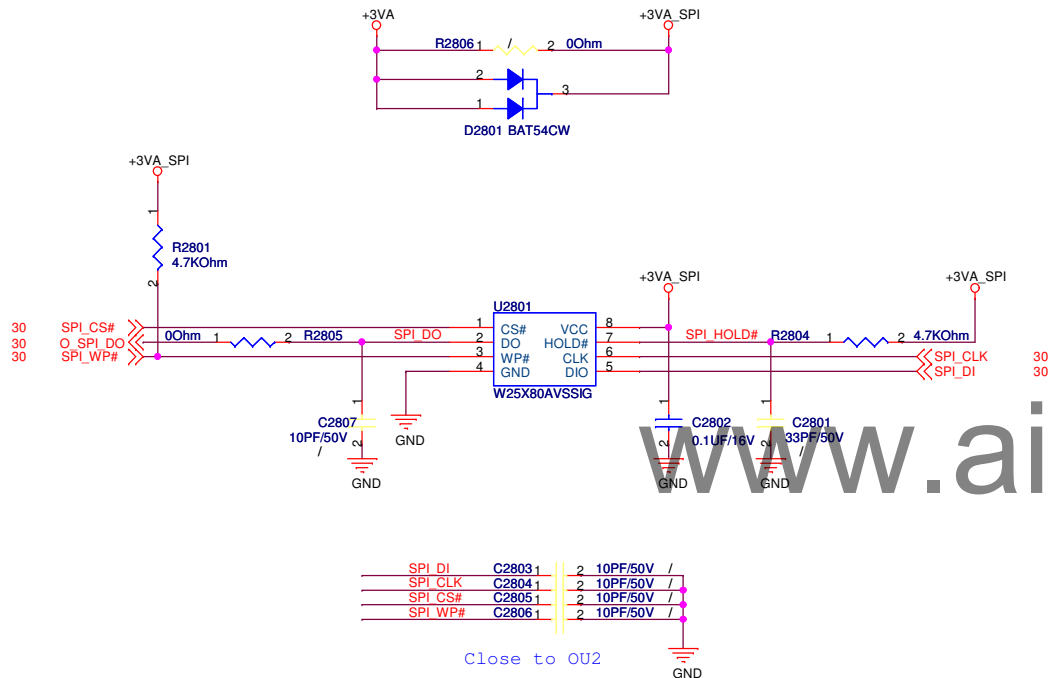 +3VA +3VA_SPI
R2806 1 / 2 0Ohm
2
3
1
D2801 BAT54CW
+3VA_SPI
1
R2801
4.7KOhm
2
+3VA_SPI +3VA_SPI
U2801
30 SPI_CS# 1 CS# VCC 8
30 O_SPI_DO 0Ohm 1 2 R2805 SPI_DO 2 DO HOLD# 7 SPI_HOLD# R2804 1 2 4.7KOhm
30 SPI_WP# 3 WP# CLK 6 SPI_CLK 30
4 GND DIO 5 SPI_DI 30
W25X80AVSSIG
1 1 1
C2807 C2802 C2801
10PF/50V 0.1UF/16V 33PF/50V
/ 2 2 2 /
GND
GND GND GND
www.ai
SPI_DI C2803 1 2 10PF/50V /
SPI_CLK C2804 1 2 10PF/50V /
SPI_CS# C2805 1 2 10PF/50V /
SPI_WP# C2806 1 2 10PF/50V /
Close to OU2
GND